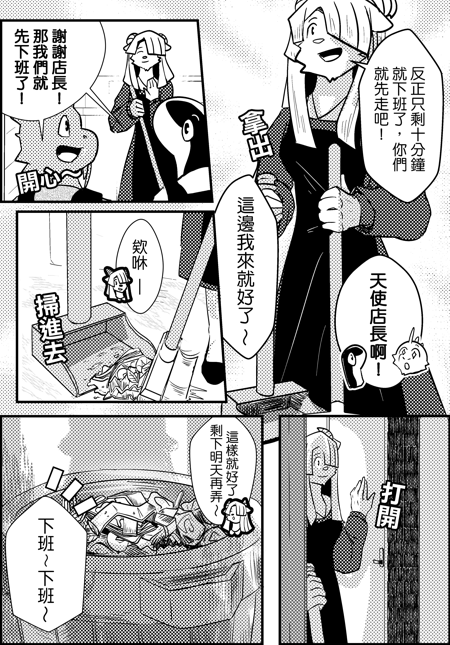 反正只剩十分鐘
就下班了，你們
就先走吧！
拿出
這邊我來就好了～
天使店長啊！
謝謝店長！
那我們就
先下班了！
開心～
欸咻—
掃進去
打開
這樣就好了
剩下明天再弄～
下班～下班～